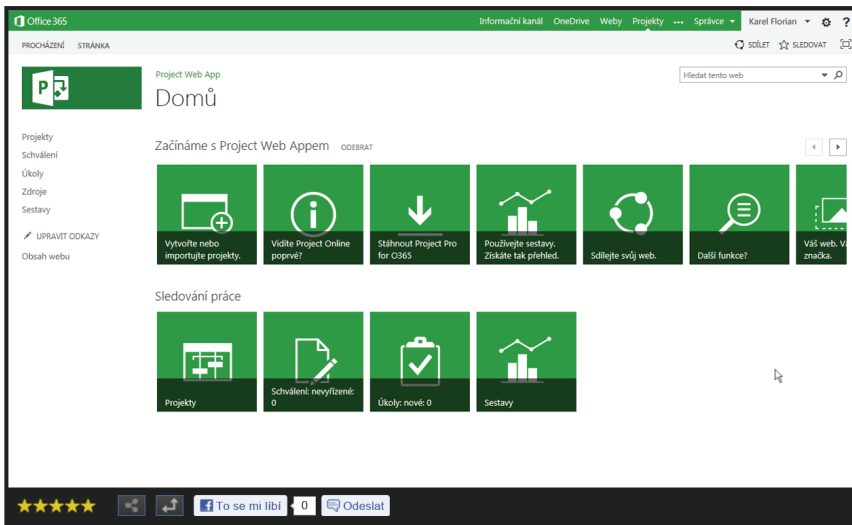 Office 365
Informační kanál OneDrive Weby Projekty ••• Správce Karel Florian ?
PROCHÁZENÍ STRÁNKA
SDÍLET SLEDOVAT
P
Project Web App
Domů
Hledat tento web
Projekty
Schválení
Úkoly
Zdroje
Sestavy
UPRAVIT ODKAZY
Obsah webu
Začínáme s Project Web Appem ODEBRAT
Vytvořte nebo
importujte projekty.
Vidíte Project Online
poprvé?
Stáhnout Project Pro
for O365
Používejte sestavy.
Získáte tak přehled.
Sdílejte svůj web.
Další funkce?
Váš web.
značka.
Sledování práce
Projekty
Schválení: nevyřízené:
0
Úkoly: nové: 0
Sestavy
To se mi libí 0 Odeslat